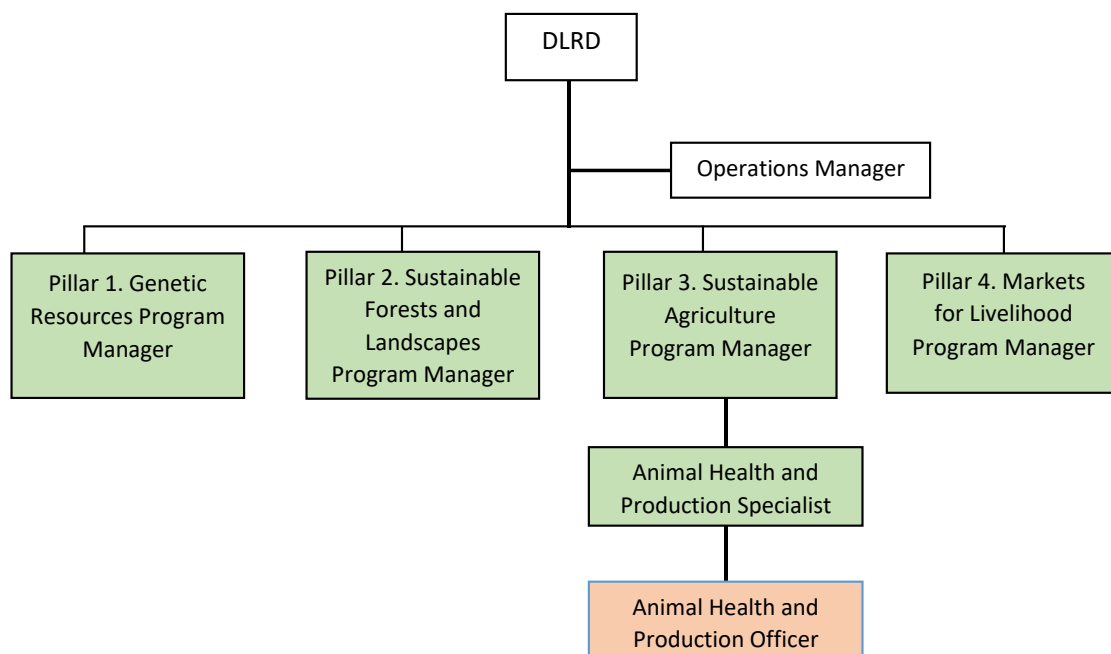 DLRD
Operations Manager
Pillar 1. Genetic
Resources Program
Manager
Pillar 2. Sustainable
Forests and
Landscapes
Program Manager
Pillar 3. Sustainable
Agriculture
Program Manager
Pillar 4. Markets
for Livelihood
Program Manager
Animal Health and
Production Specialist
Animal Health and
Production Officer